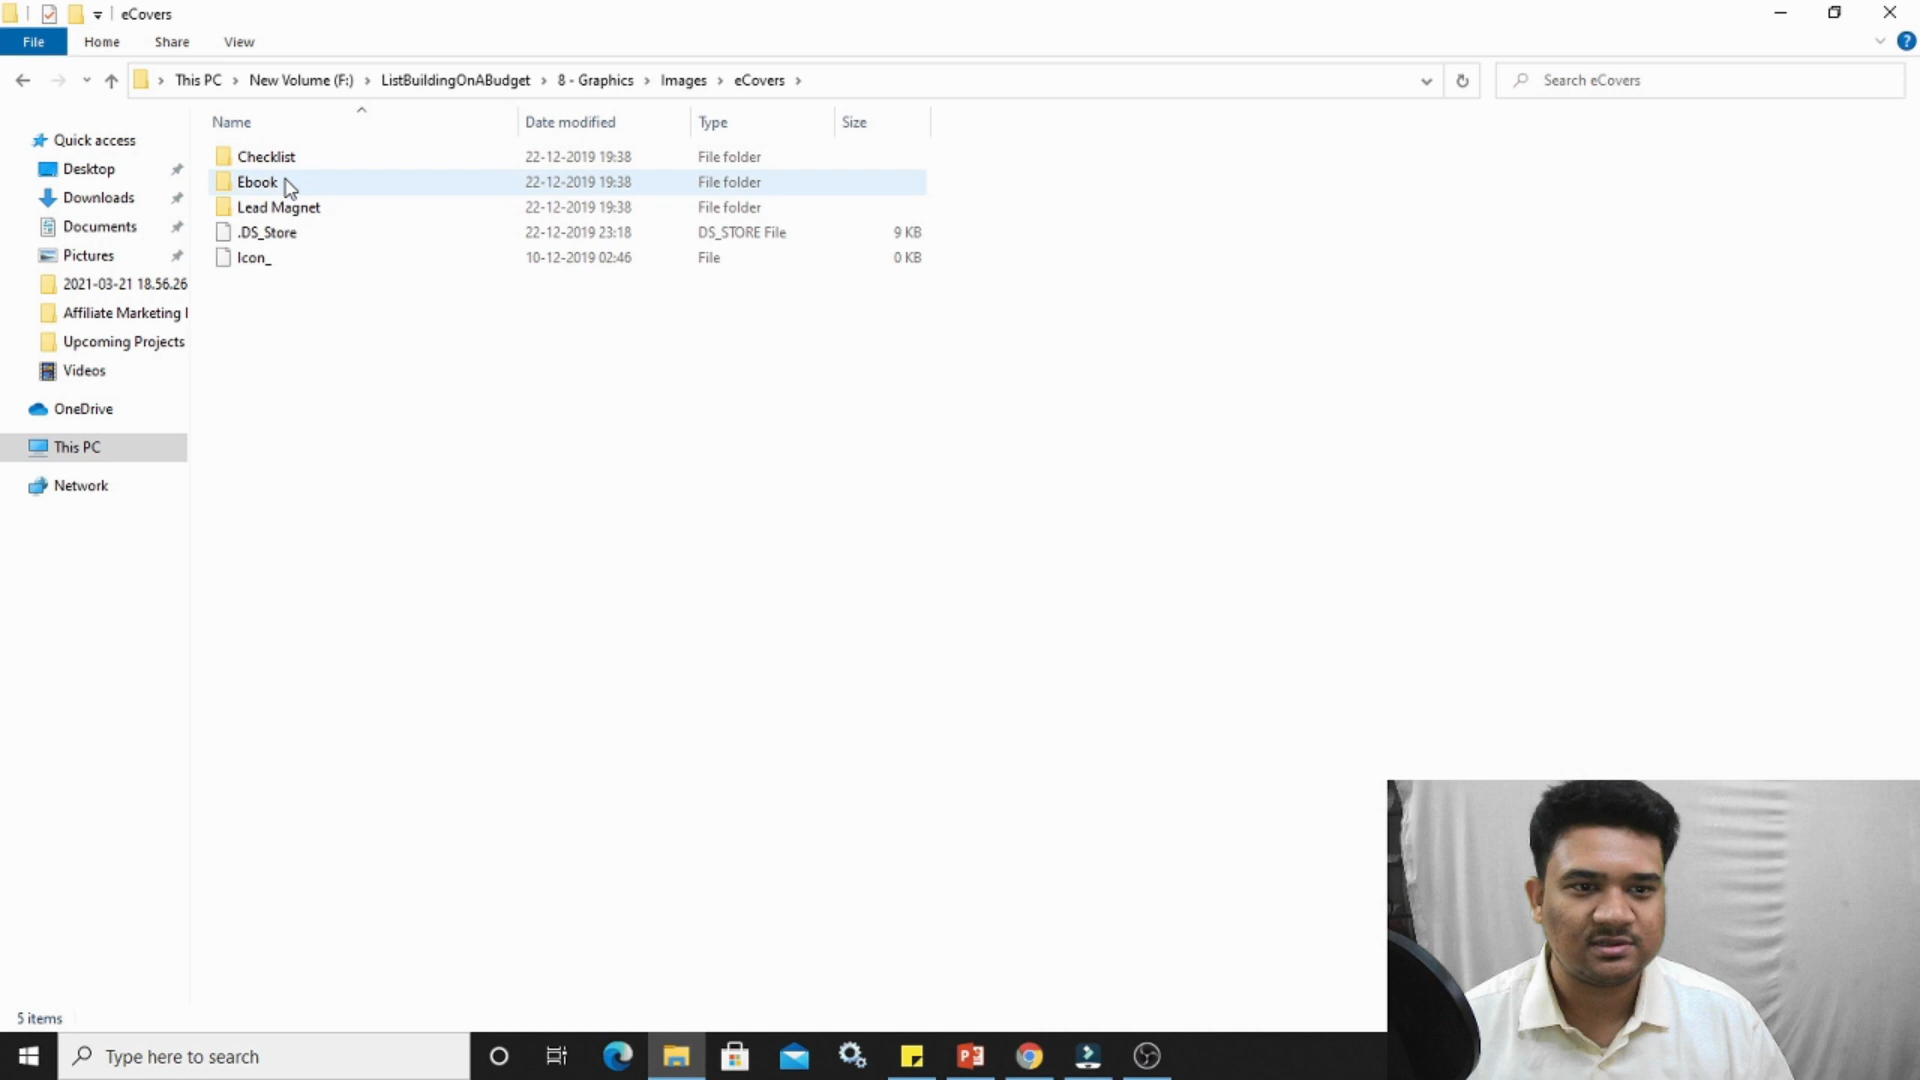 eCovers
File Home Share View
This PC New Volume (F:) ListBuildingOnABudget 8 - Graphics Images eCovers Search eCovers
Name Date modified Type Size
Quick access
Desktop
Downloads
Documents
Pictures
2021-03-21 18.56.26
Affiliate Marketing I
Upcoming Projects
Videos
OneDrive
This PC
Network
Checklist 22-12-2019 19:38 File folder
Ebook 22-12-2019 19:38 File folder
Lead Magnet 22-12-2019 19:38 File folder
.DS_Store 22-12-2019 23:18 DS_STORE File 9 KB
Icon_ 10-12-2019 02:46 File 0 KB
5 items
Type here to search